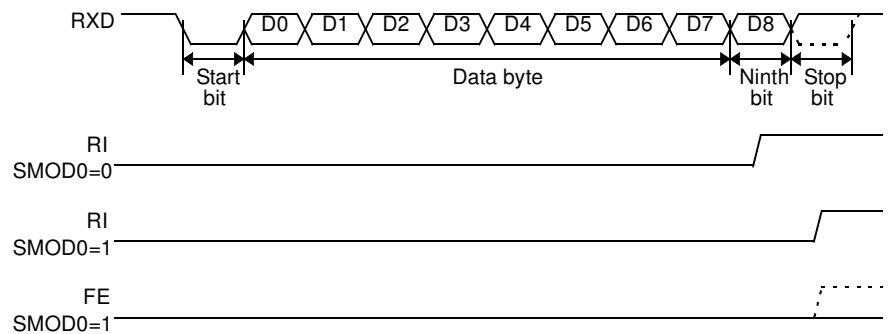 RXD D0 D1 D2 D3 D4 D5 D6 D7 D8
Start bit
Data byte
Ninth bit
Stop bit
RI
SMOD0=0
RI
SMOD0=1
FE
SMOD0=1